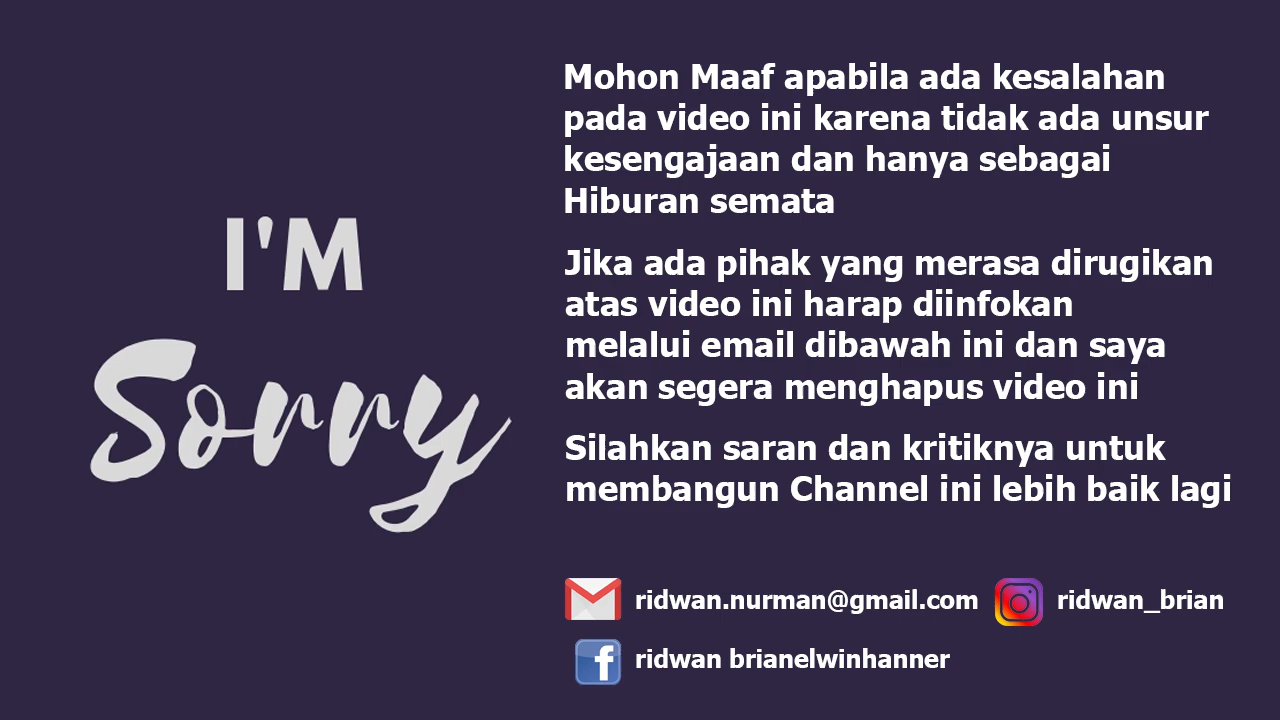 I'M
Sorry
Mohon Maaf apabila ada kesalahan
pada video ini karena tidak ada unsur
kesengajaan dan hanya sebagai
Hiburan semata
Jika ada pihak yang merasa dirugikan
atas video ini harap diinfokan
melalui email dibawah ini dan saya
akan segera menghapus video ini
Silahkan saran dan kritiknya untuk
membangun Channel ini lebih baik lagi
ridwan.nurman@gmail.com ridwan_brian
ridwan brianelwinhanner